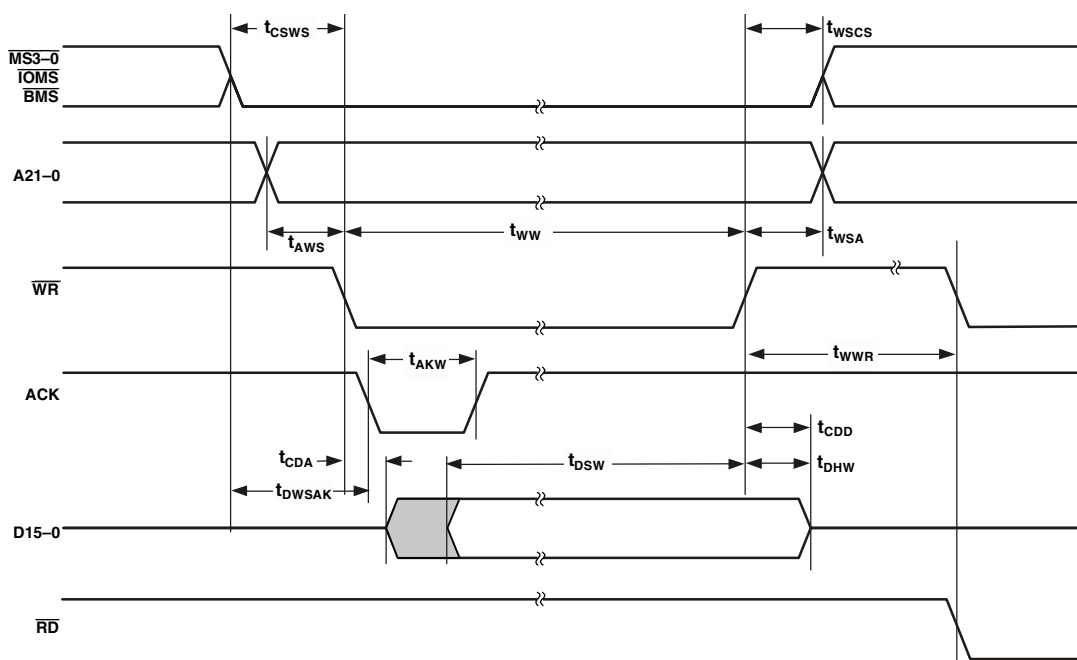 tCSWS
tWSCS
MS3–0
IOMS
BMS
A21–0
tAWS
tWW
tWSA
WR
tAKW
tWWR
ACK
tCDD
tCDA
tDSW
tDHW
tDWSAK
D15–0
RD